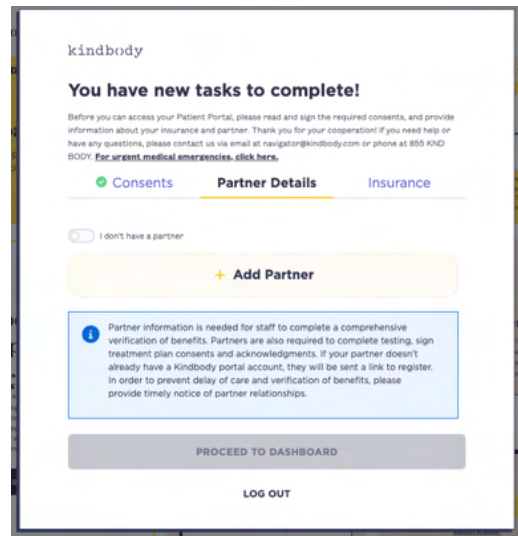 kindbody
You have new tasks to complete!
Before you can access your Patient Portal, please read and sign the required consents, and provide
information about your insurance and partner. Thank you for your cooperation! If you need help or
have any questions, please contact us via email at navigator@kindbody.com or phone at 855 KND
BODY. For urgent medical emergencies, click here.
Consents Partner Details Insurance
I don't have a partner
+ Add Partner
Partner information is needed for staff to complete a comprehensive
verification of benefits. Partners are also required to complete testing, sign
treatment plan consents and acknowledgments. If your partner doesn't
already have a Kindbody portal account, they will be sent a link to register.
In order to prevent delay of care and verification of benefits, please
provide timely notice of partner relationships.
PROCEED TO DASHBOARD
LOG OUT